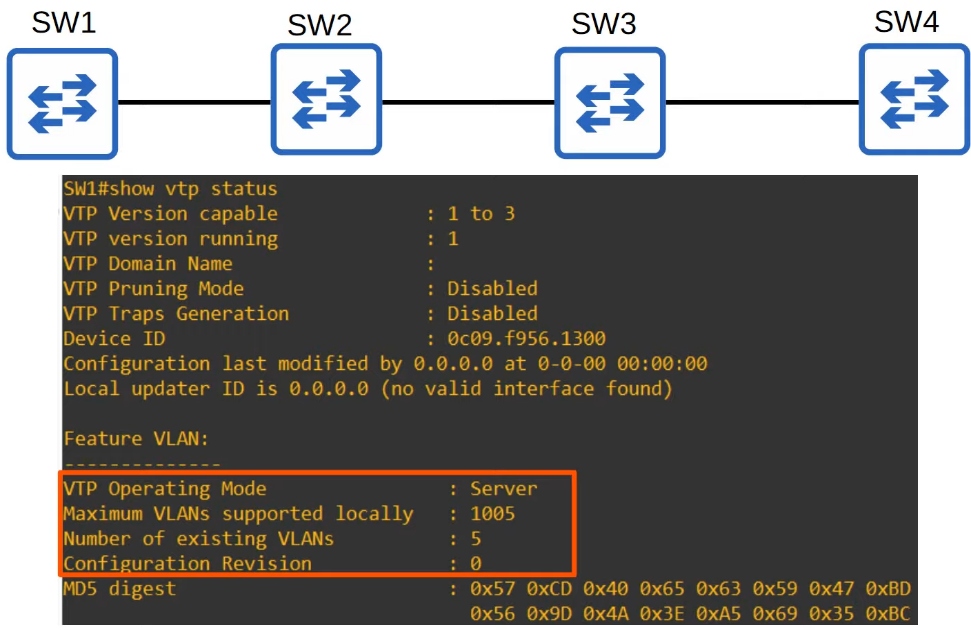 SW1 SW2 SW3 SW4
SW1#show vtp status
VTP Version capable : 1 to 3
VTP version running : 1
VTP Domain Name :
VTP Pruning Mode : Disabled
VTP Traps Generation : Disabled
Device ID : 0c09.f956.1300
Configuration last modified by 0.0.0.0 at 0-0-00 00:00:00
Local updater ID is 0.0.0.0 (no valid interface found)
Feature VLAN:
--------------
VTP Operating Mode : Server
Maximum VLANs supported locally : 1005
Number of existing VLANs : 5
Configuration Revision : 0
MD5 digest : 0x57 0xCD 0x40 0x65 0x63 0x59 0x47 0xBD
0x56 0x9D 0x4A 0x3E 0xA5 0x69 0x35 0xBC